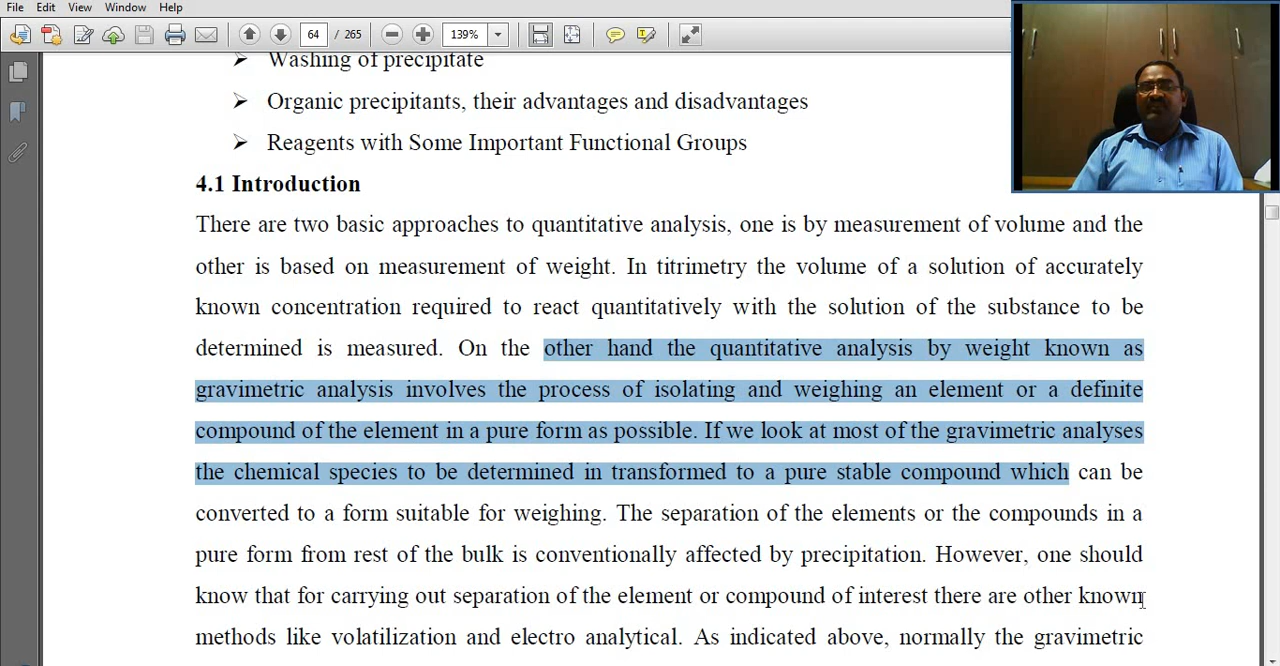 File Edit View Window Help
64 / 265 139%
Washing of precipitate
Organic precipitants, their advantages and disadvantages
Reagents with Some Important Functional Groups
4.1 Introduction
There are two basic approaches to quantitative analysis, one is by measurement of volume and the
other is based on measurement of weight. In titrimetry the volume of a solution of accurately
known concentration required to react quantitatively with the solution of the substance to be
determined is measured. On the other hand the quantitative analysis by weight known as
gravimetric analysis involves the process of isolating and weighing an element or a definite
compound of the element in a pure form as possible. If we look at most of the gravimetric analyses
the chemical species to be determined in transformed to a pure stable compound which can be
converted to a form suitable for weighing. The separation of the elements or the compounds in a
pure form from rest of the bulk is conventionally affected by precipitation. However, one should
know that for carrying out separation of the element or compound of interest there are other known
methods like volatilization and electro analytical. As indicated above, normally the gravimetric